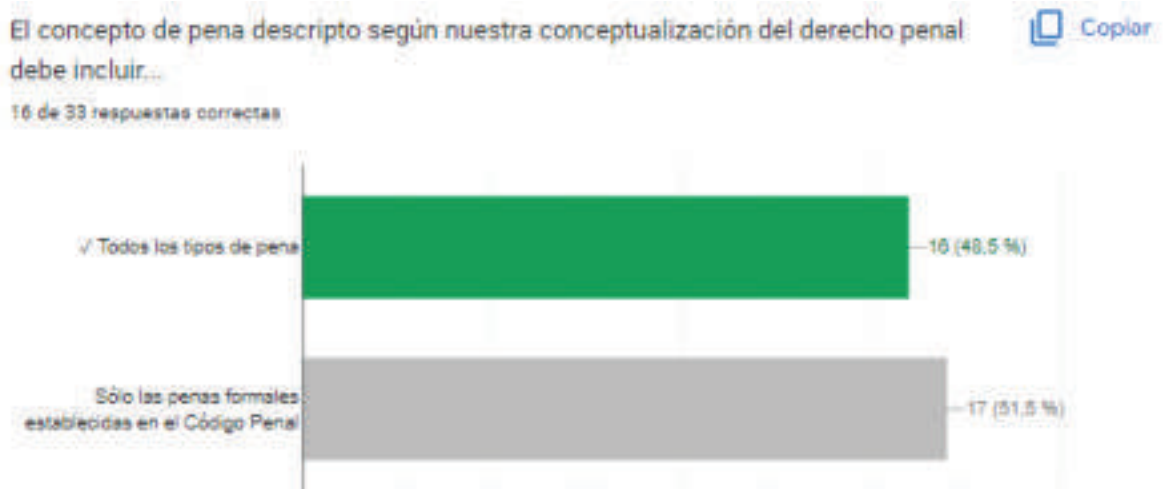 El concepto de pena descripto según nuestra conceptualización del derecho penal
debe incluir...
Copiar
16 de 33 respuestas correctas
✓ Todos los tipos de pena
16 (48,5 %)
Sólo las penas formales
establecidas en el Código Penal
17 (51,5 %)